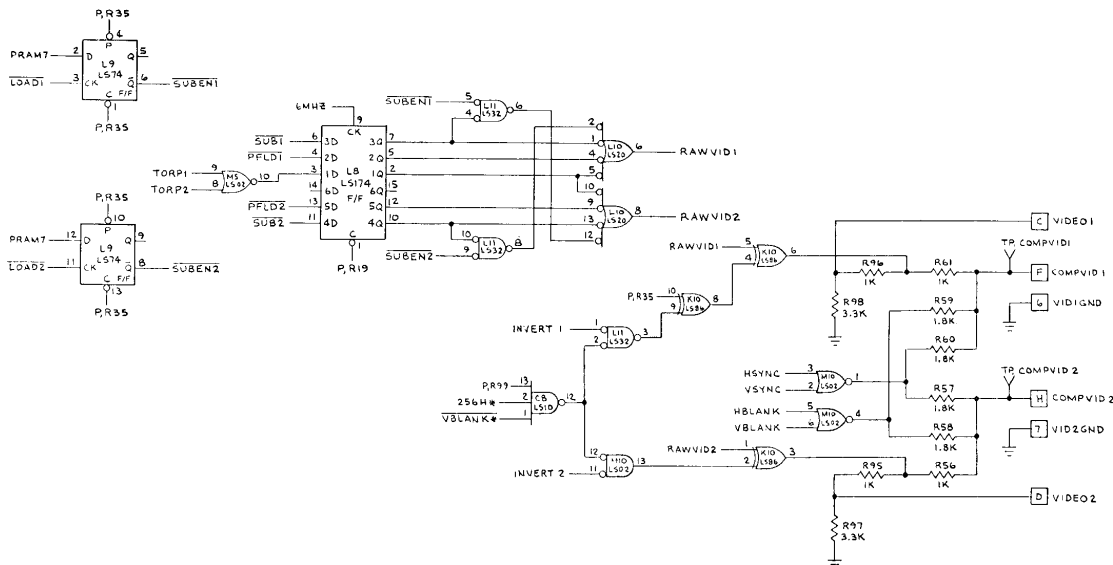 P,R35
4
P
PRAM7 2 D Q 5
L9
LS74
LOAD1 3 CK Q 6 SUBEN1
F/F
C
1
P,R35
P,R35
10
P
PRAM7 12 D Q 9
L9
LS74
LOAD2 11 CK Q 8 SUBEN2
F/F
C
13
P,R35
TORP1 9
TORP2 8
M5
LS02
10
6MHZ
9
CK
SUB1 6 3D 3Q 7
PFLD1 4 2D 2Q 5
3 1D 1Q 2
14 6D 6Q 15
PFLD2 13 5D 5Q 12
SUB2 11 4D 4Q 10
L8
LS174
F/F
C
1
P,R19
SUBEN1 5
4
L11
LS32
6
10
SUBEN2 9
L11
LS32
8
2
1
4
5
L10
LS20
6 RAWVID1
10
9
13
12
L10
LS20
8 RAWVID2
RAWVID1 5
4
K10
LS86
6
P,R35 10
9
K10
LS86
8
INVERT 1 1
2
L11
LS32
3
P,R99 13
256H* 2
VBLANK* 1
C8
LS10
12
12
INVERT 2 11
M10
LS02
13
RAWVID2 1
2
K10
LS86
3
HSYNC 3
VSYNC 2
M10
LS02
1
HBLANK 5
VBLANK 6
M10
LS02
4
C VIDEO1
TP, COMPVID1
R96
1K
R61
1K
F COMPVID1
R98
3.3K
R59
1.8K
6 VID1GND
R60
1.8K
TP, COMPVID 2
R57
1.8K
H COMPVID2
R58
1.8K
7 VID2GND
R95
1K
R56
1K
D VIDEO2
R97
3.3K